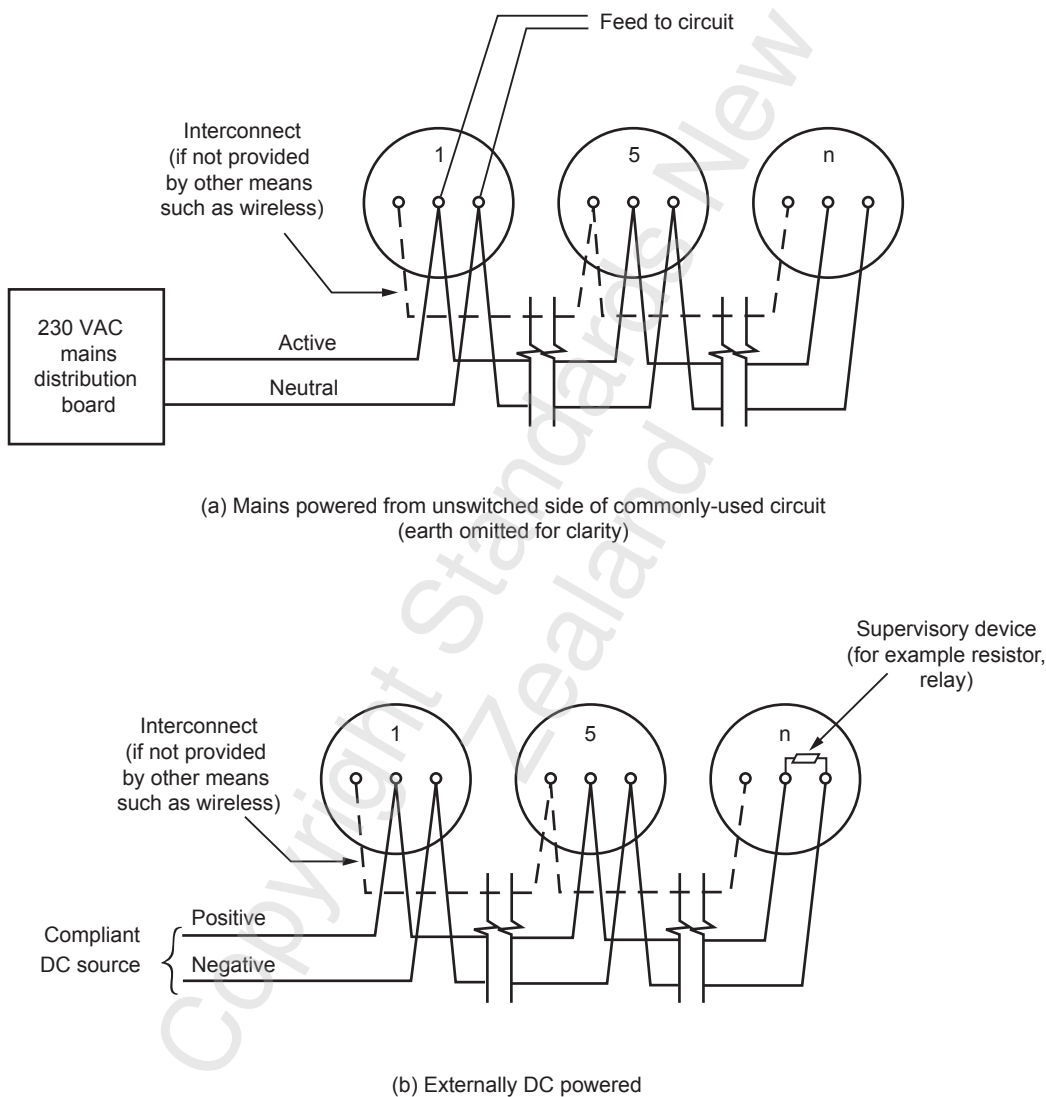 Feed to circuit
Interconnect
(if not provided
by other means
such as wireless)
1
5
n
230 VAC
mains
distribution
board
Active
Neutral
(a) Mains powered from unswitched side of commonly-used circuit
(earth omitted for clarity)
Supervisory device
(for example resistor,
relay)
Interconnect
(if not provided
by other means
such as wireless)
1
5
n
Compliant
DC source
Positive
Negative
(b) Externally DC powered
Copyright Standards New
Zealand